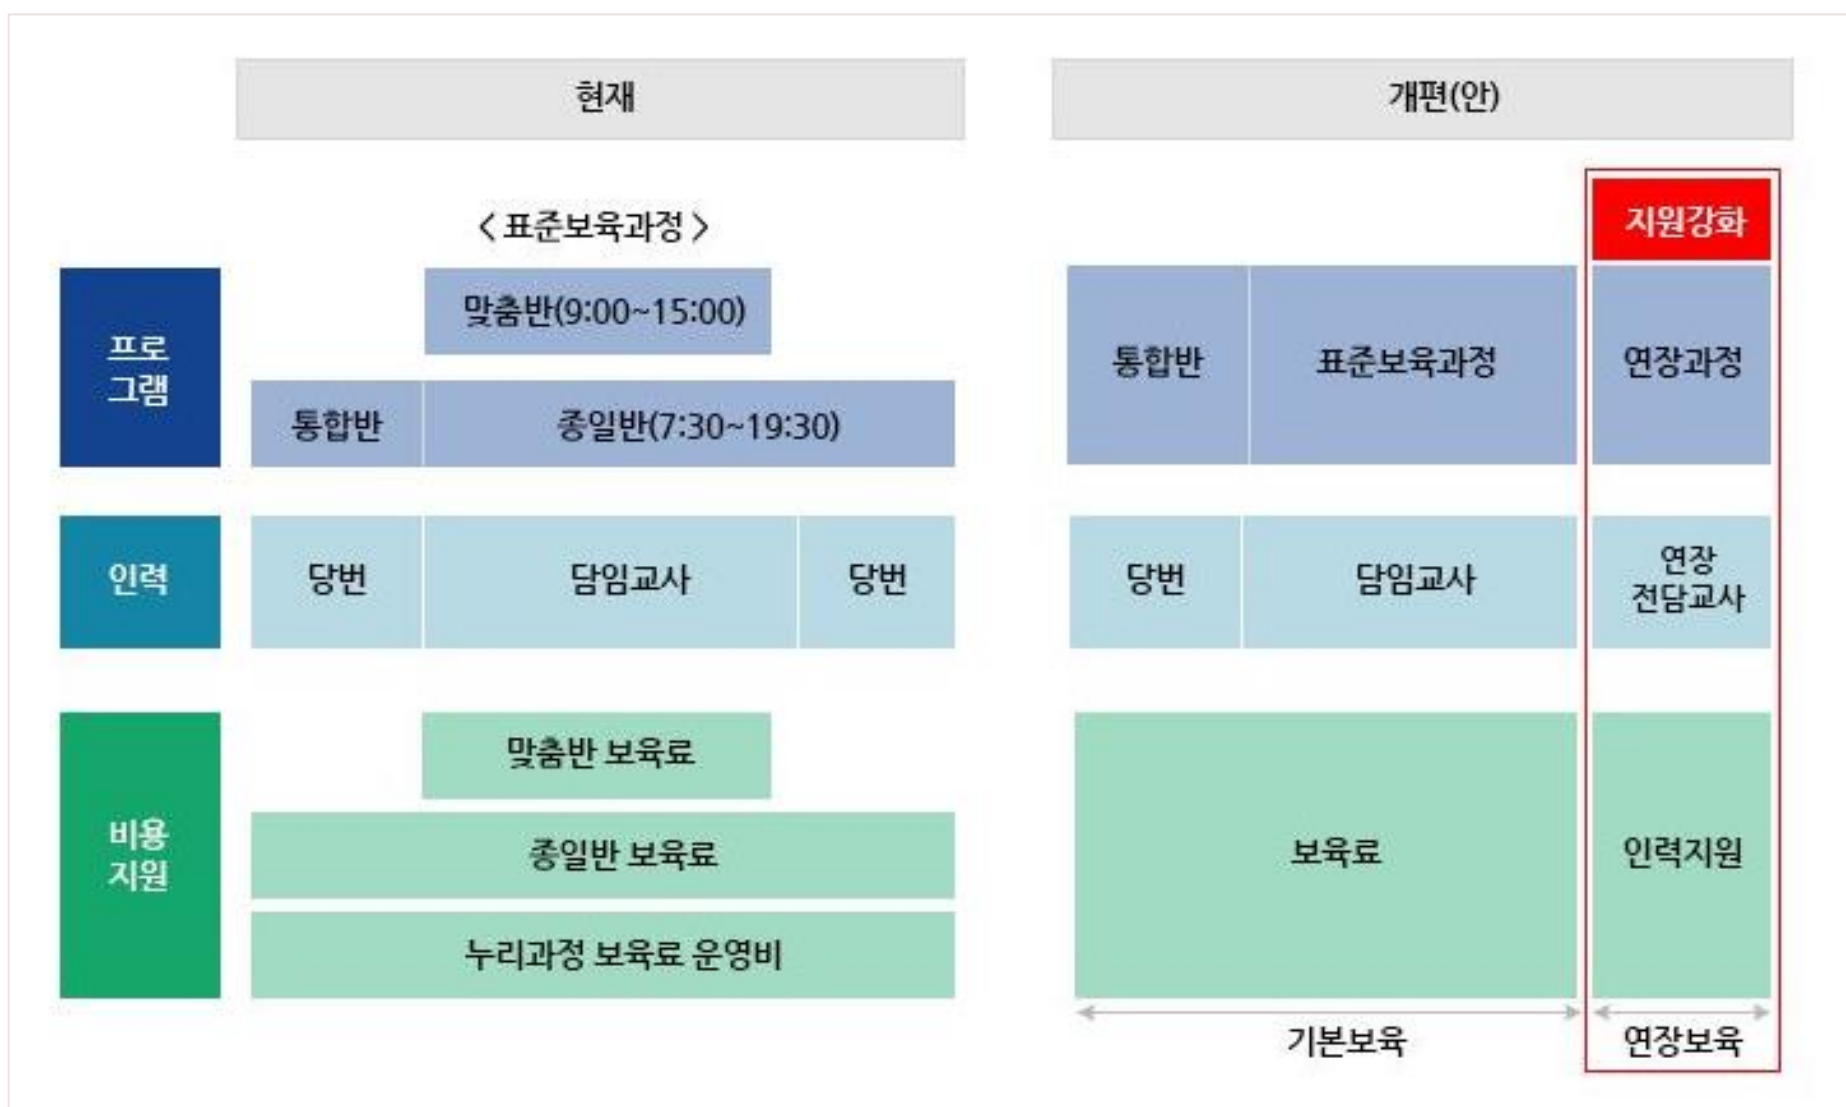 현재
개편(안)
지원강화
< 표준보육과정 >
프로
그램
맞춤반(9:00~15:00)
통합반
종일반(7:30~19:30)
통합반
표준보육과정
연장과정
인력
당번
담임교사
당번
당번
담임교사
연장
전담교사
비용
지원
맞춤반 보육료
종일반 보육료
누리과정 보육료 운영비
보육료
인력지원
기본보육
연장보육